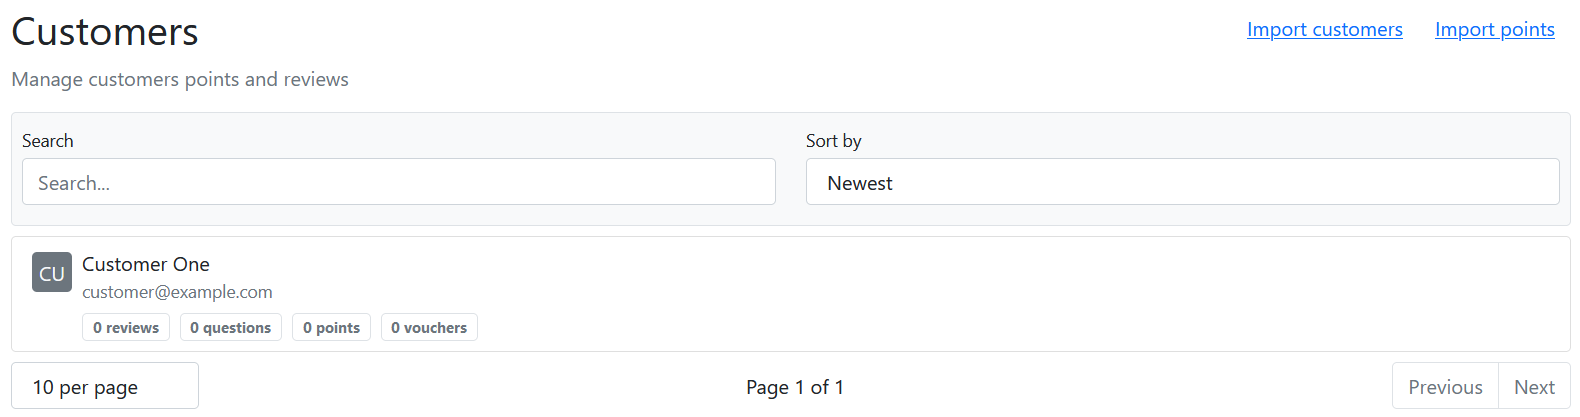 Customers
Import customers
Import points
Manage customers points and reviews
Search
Sort by
Search...
Newest
CU
Customer One
customer@example.com
0 reviews
0 questions
0 points
0 vouchers
10 per page
Page 1 of 1
Previous
Next